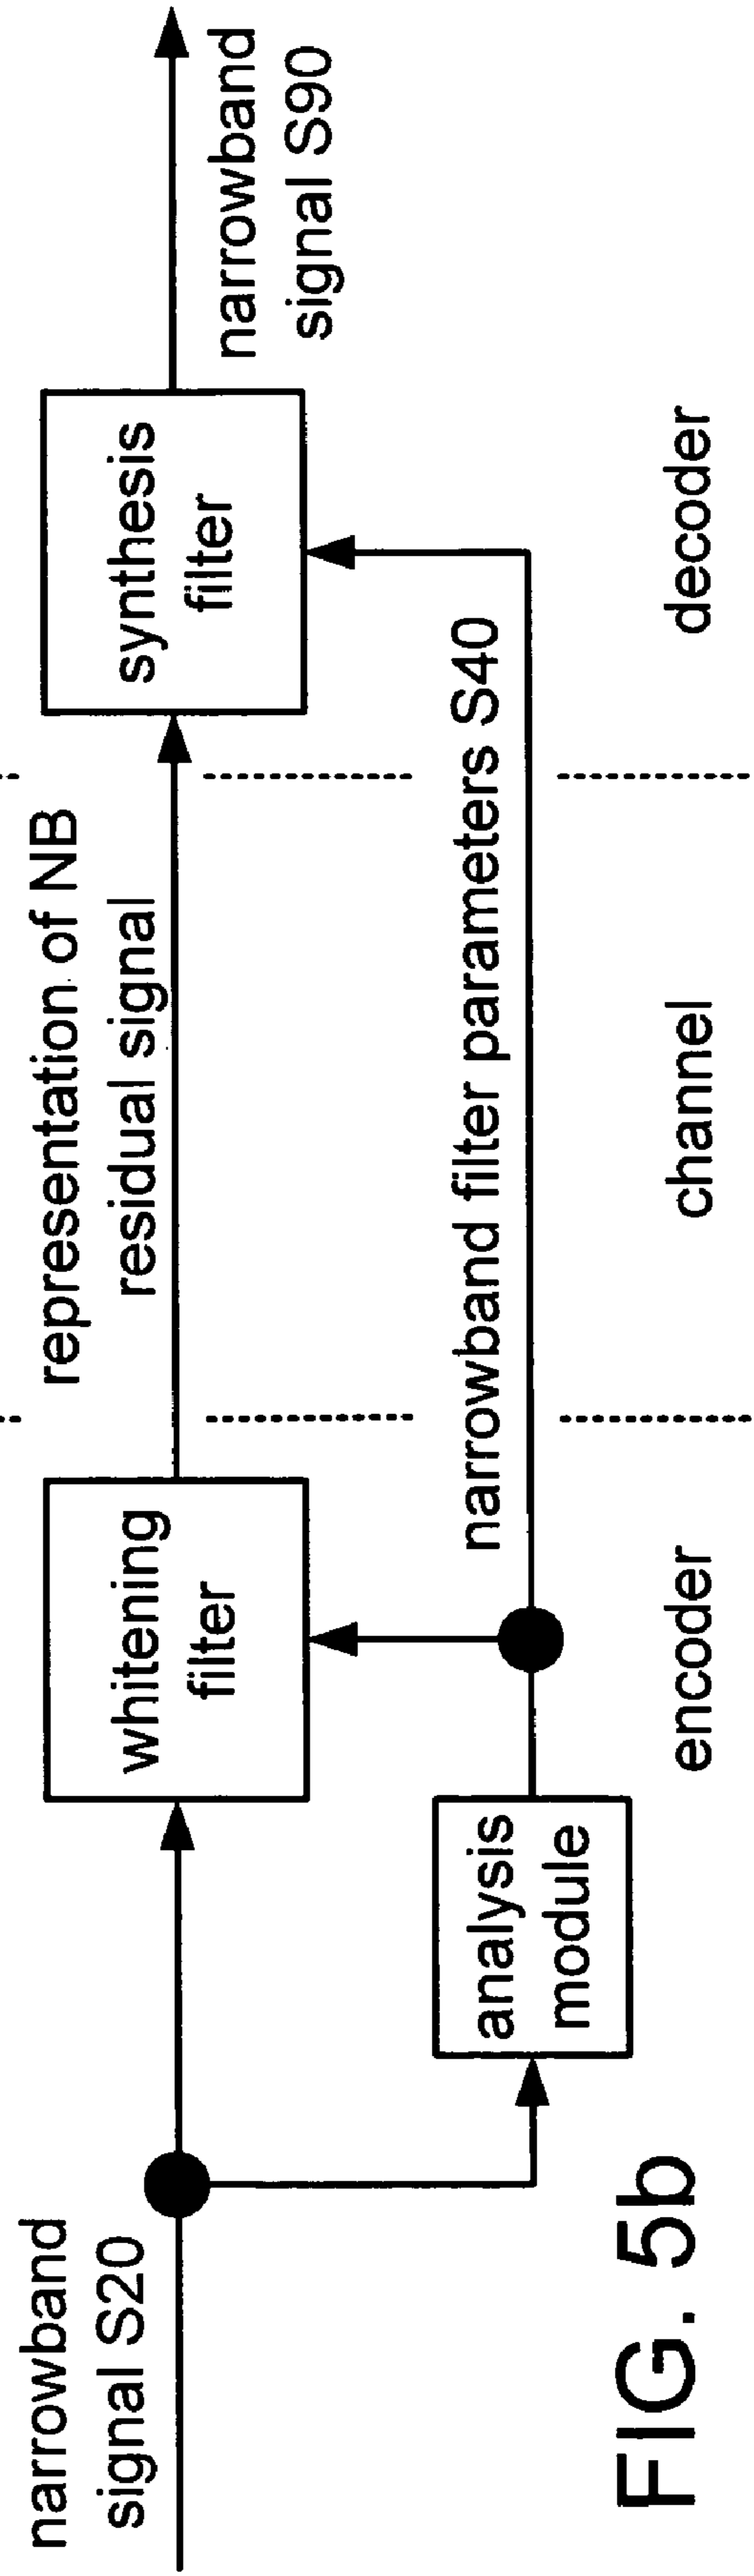 narrowband
signal S20
whitening
filter
representation of NB
residual signal
synthesis
filter
narrowband
signal S90
analysis
module
narrowband filter parameters S40
encoder
channel
decoder
FIG. 5b